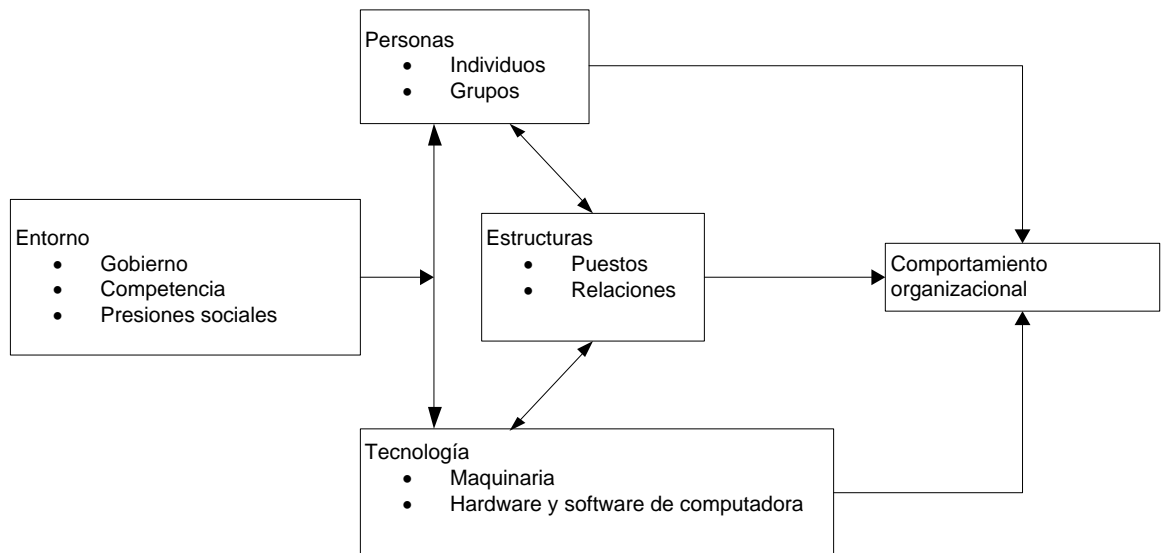 Personas
• Individuos
• Grupos
Entorno
• Gobierno
• Competencia
• Presiones sociales
Estructuras
• Puestos
• Relaciones
Comportamiento
organizacional
Tecnología
• Maquinaria
• Hardware y software de computadora